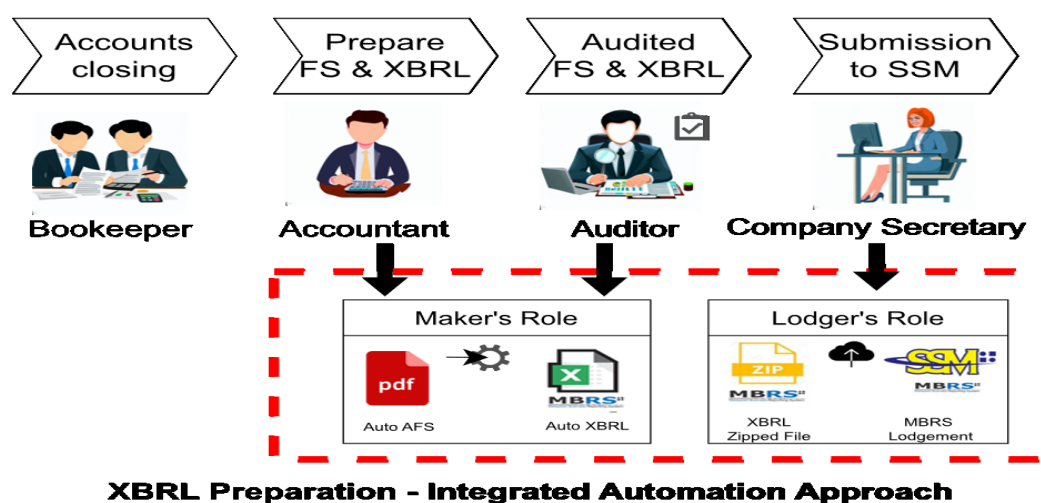 Accounts closing
Prepare FS & XBRL
Audited FS & XBRL
Submission to SSM
Bookeeper
Accountant
Auditor
Company Secretary
Maker's Role
Lodger's Role
pdf
X
MBRS
ZIP
MBRS
SSM
MBRS
Auto AFS
Auto XBRL
XBRL
Zipped File
MBRS
Lodgement
XBRL Preparation - Integrated Automation Approach